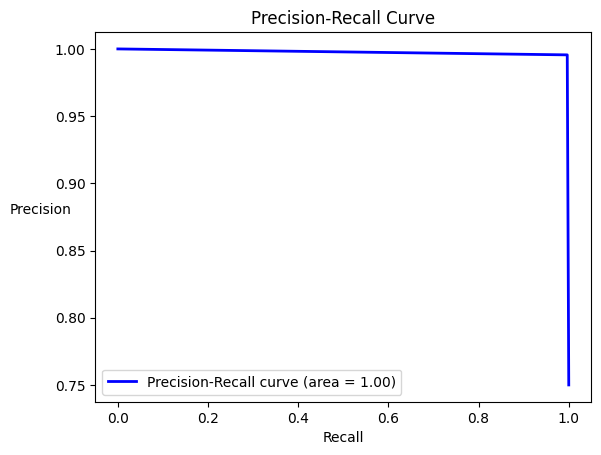 Precision-Recall Curve
1.00
0.95
0.90
Precision
0.85
0.80
0.75
Precision-Recall curve (area = 1.00)
0.0 0.2 0.4 0.6 0.8 1.0
Recall